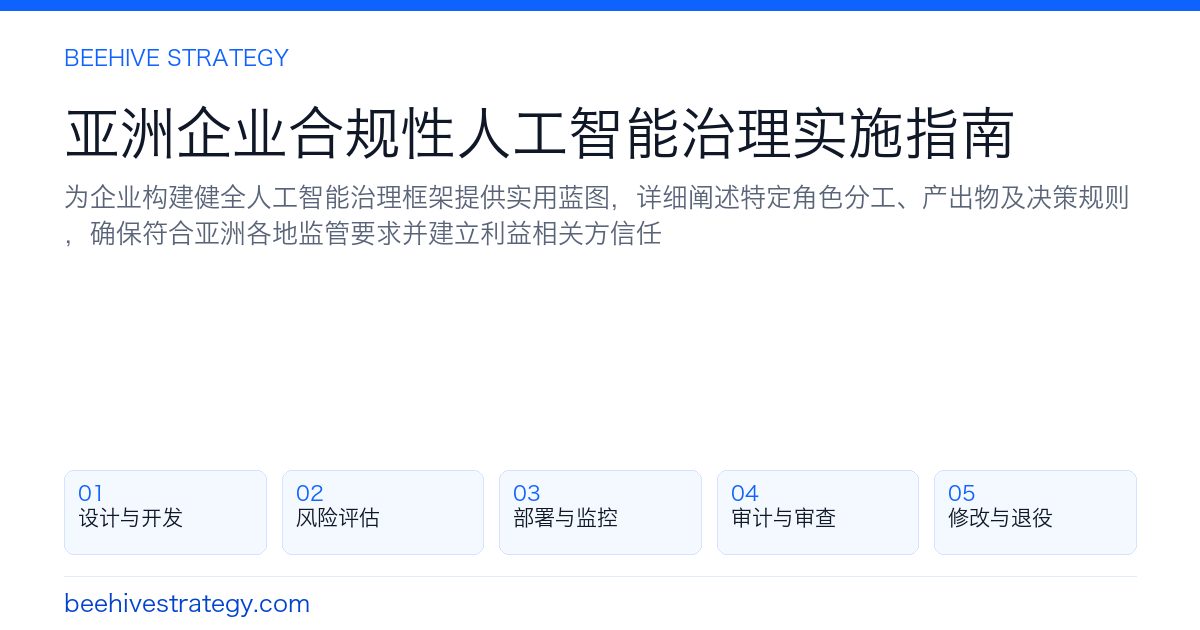 BEEHIVE STRATEGY
亚洲企业合规性人工智能治理实施指南
为企业构建健全人工智能治理框架提供实用蓝图，详细阐述特定角色分工、产出物及决策规则
，确保符合亚洲各地监管要求并建立利益相关方信任
01
设计与开发
02
风险评估
03
部署与监控
04
审计与审查
05
修改与退役
beehivestrategy.com